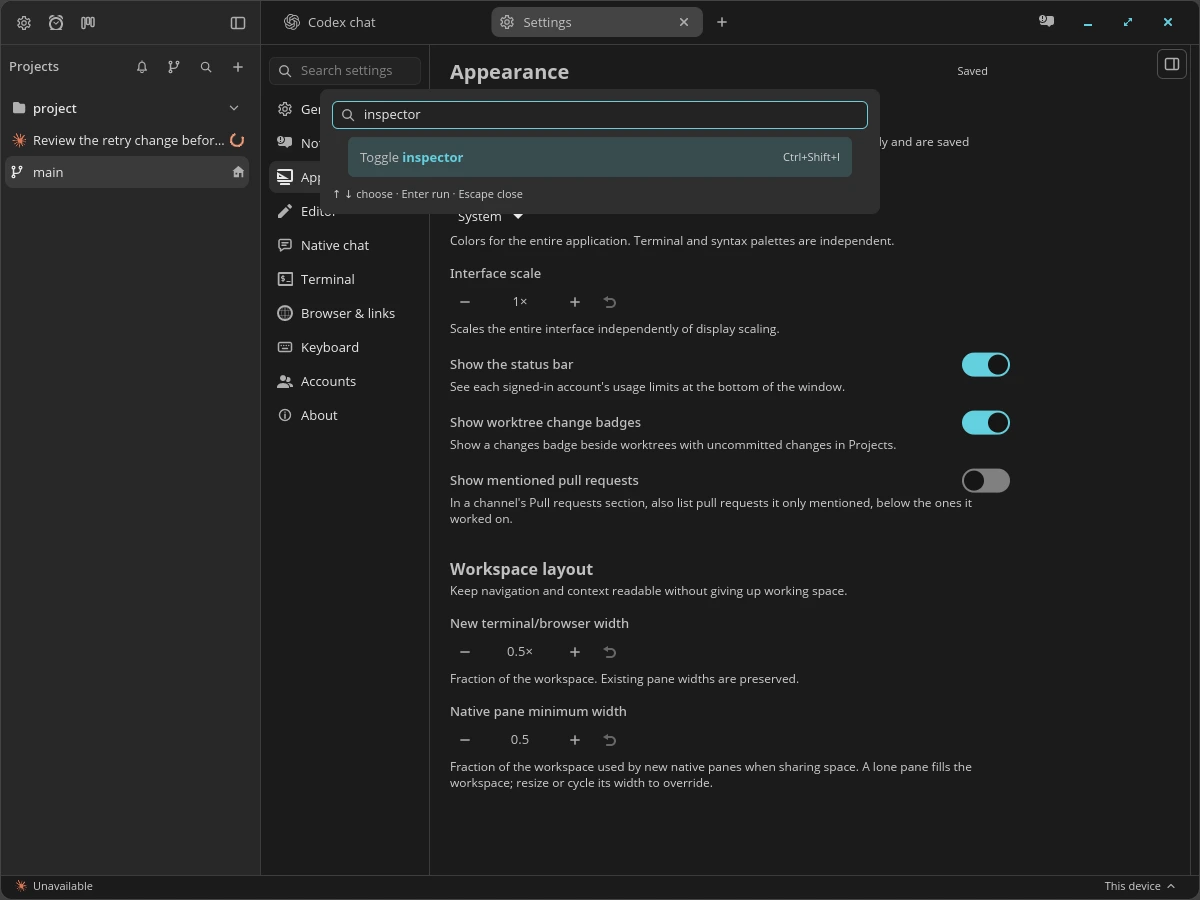 Codex chat
Settings
Projects
project
Review the retry change befor...
main
Search settings
Appearance
Saved
inspector
Toggle inspector
Ctrl+Shift+I
↑ ↓ choose · Enter run · Escape close
ly and are saved
System
Colors for the entire application. Terminal and syntax palettes are independent.
Native chat
Terminal
Browser & links
Keyboard
Accounts
About
Interface scale
1×
Scales the entire interface independently of display scaling.
Show the status bar
See each signed-in account's usage limits at the bottom of the window.
Show worktree change badges
Show a changes badge beside worktrees with uncommitted changes in Projects.
Show mentioned pull requests
In a channel's Pull requests section, also list pull requests it only mentioned, below the ones it
worked on.
Workspace layout
Keep navigation and context readable without giving up working space.
New terminal/browser width
0.5×
Fraction of the workspace. Existing pane widths are preserved.
Native pane minimum width
0.5
Fraction of the workspace used by new native panes when sharing space. A lone pane fills the
workspace; resize or cycle its width to override.
Unavailable
This device